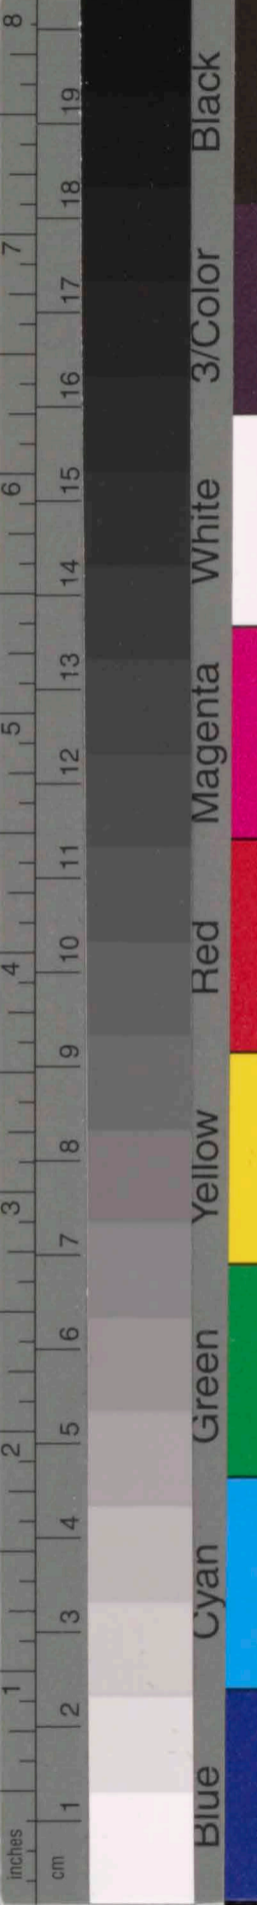 inches 1 2 3 4 5 6 7 8
cm 1 2 3 4 5 6 7 8 9 10 11 12 13 14 15 16 17 18 19
Blue Cyan Green Yellow Red Magenta White 3/Color Black